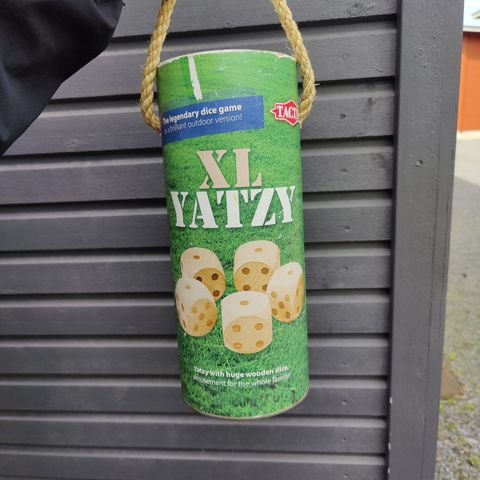 The legendary dice game
as a brilliant outdoor version!
TACTIC
XL
YATZY
Yatzy with huge wooden dice,
amusement for the whole family!